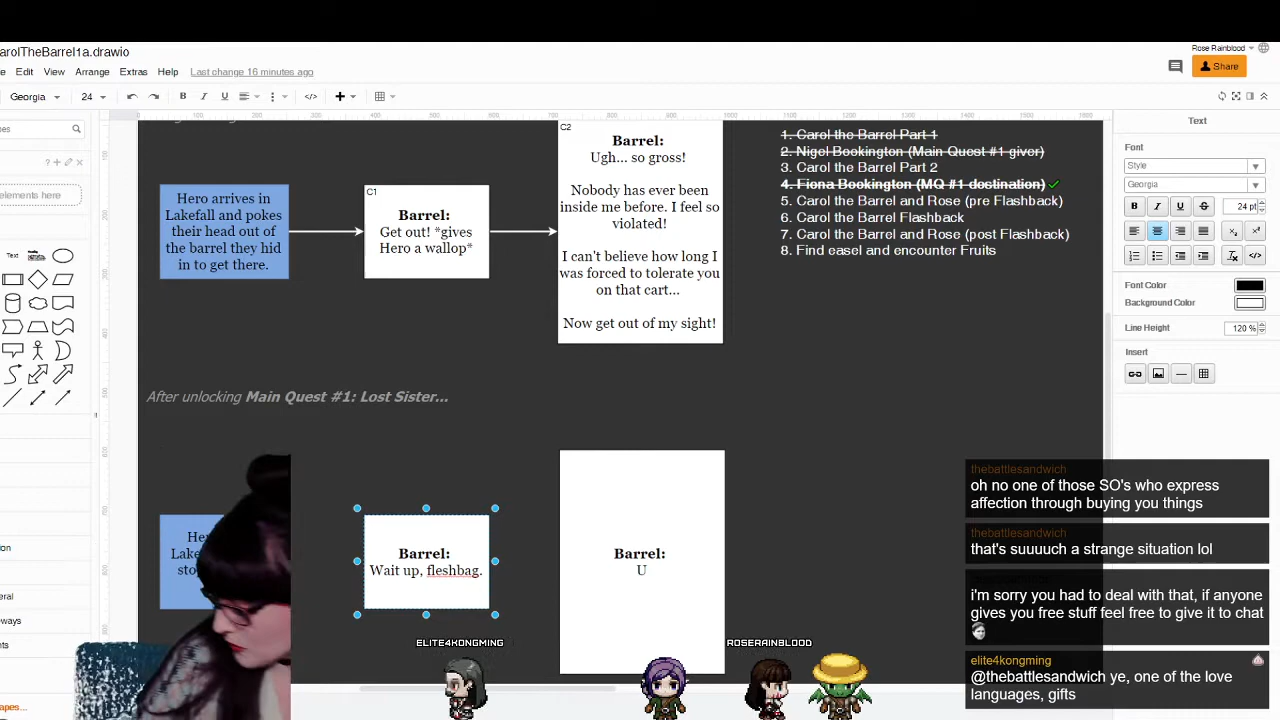 arolTheBarrel1a.drawio
Rose Rainblood
Edit View Arrange Extras Help Last change 16 minutes ago
Share
Georgia 24
Text
Font
Style
Georgia
24 pt
Font Color
Background Color
Line Height 120 %
Insert
elements here
Text
C1
Hero arrives in
Lakefall and pokes
their head out of
the barrel they hid
in to get there.
Barrel:
Get out! *gives
Hero a wallop*
C2
Barrel:
Ugh... so gross!
Nobody has ever been
inside me before. I feel so
violated!
I can't believe how long I
was forced to tolerate you
on that cart...
Now get out of my sight!
1. Carol the Barrel Part 1
2. Nigel Bookington (Main Quest #1 giver)
3. Carol the Barrel Part 2
4. Fiona Bookington (MQ #1 destination)
5. Carol the Barrel and Rose (pre Flashback)
6. Carol the Barrel Flashback
7. Carol the Barrel and Rose (post Flashback)
8. Find easel and encounter Fruits
After unlocking Main Quest #1: Lost Sister...
Barrel:
Wait up, fleshbag.
Barrel:
U
ELITE4KONGMING
ROSERAINBLOOD
thebattlesandwich
oh no one of those SO's who express
affection through buying you things
thebattlesandwich
that's suuuuch a strange situation lol
i'm sorry you had to deal with that, if anyone
gives you free stuff feel free to give it to chat
elite4kongming
@thebattlesandwich ye, one of the love
languages, gifts